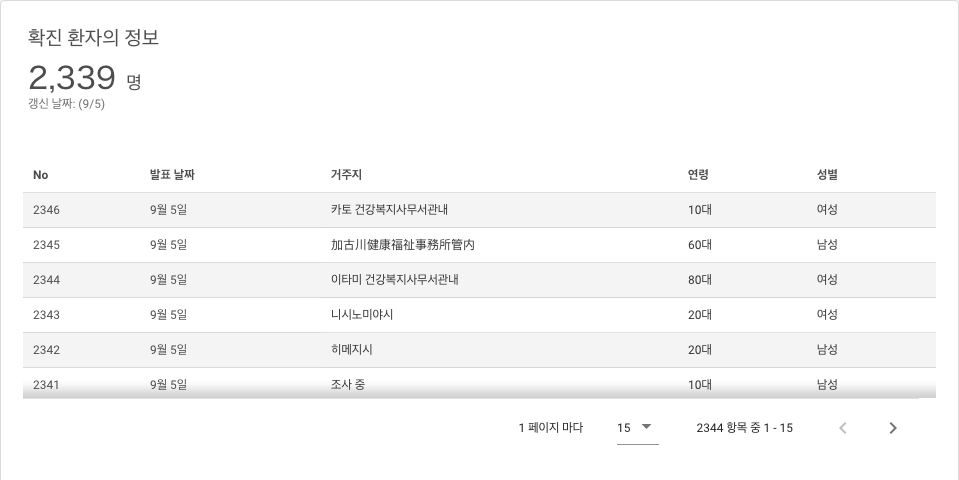 확진 환자의 정보
2,339 명
갱신 날짜: (9/5)
No 발표 날짜 거주지 연령 성별
2346 9월 5일 카토 건강복지사무서관내 10대 여성
2345 9월 5일 加古川健康福祉事務所管内 60대 남성
2344 9월 5일 이타미 건강복지사무서관내 80대 여성
2343 9월 5일 니시노미야시 20대 여성
2342 9월 5일 히메지시 20대 남성
2341 9월 5일 조사 중 10대 남성
1 페이지 마다 15 2344 항목 중 1 - 15